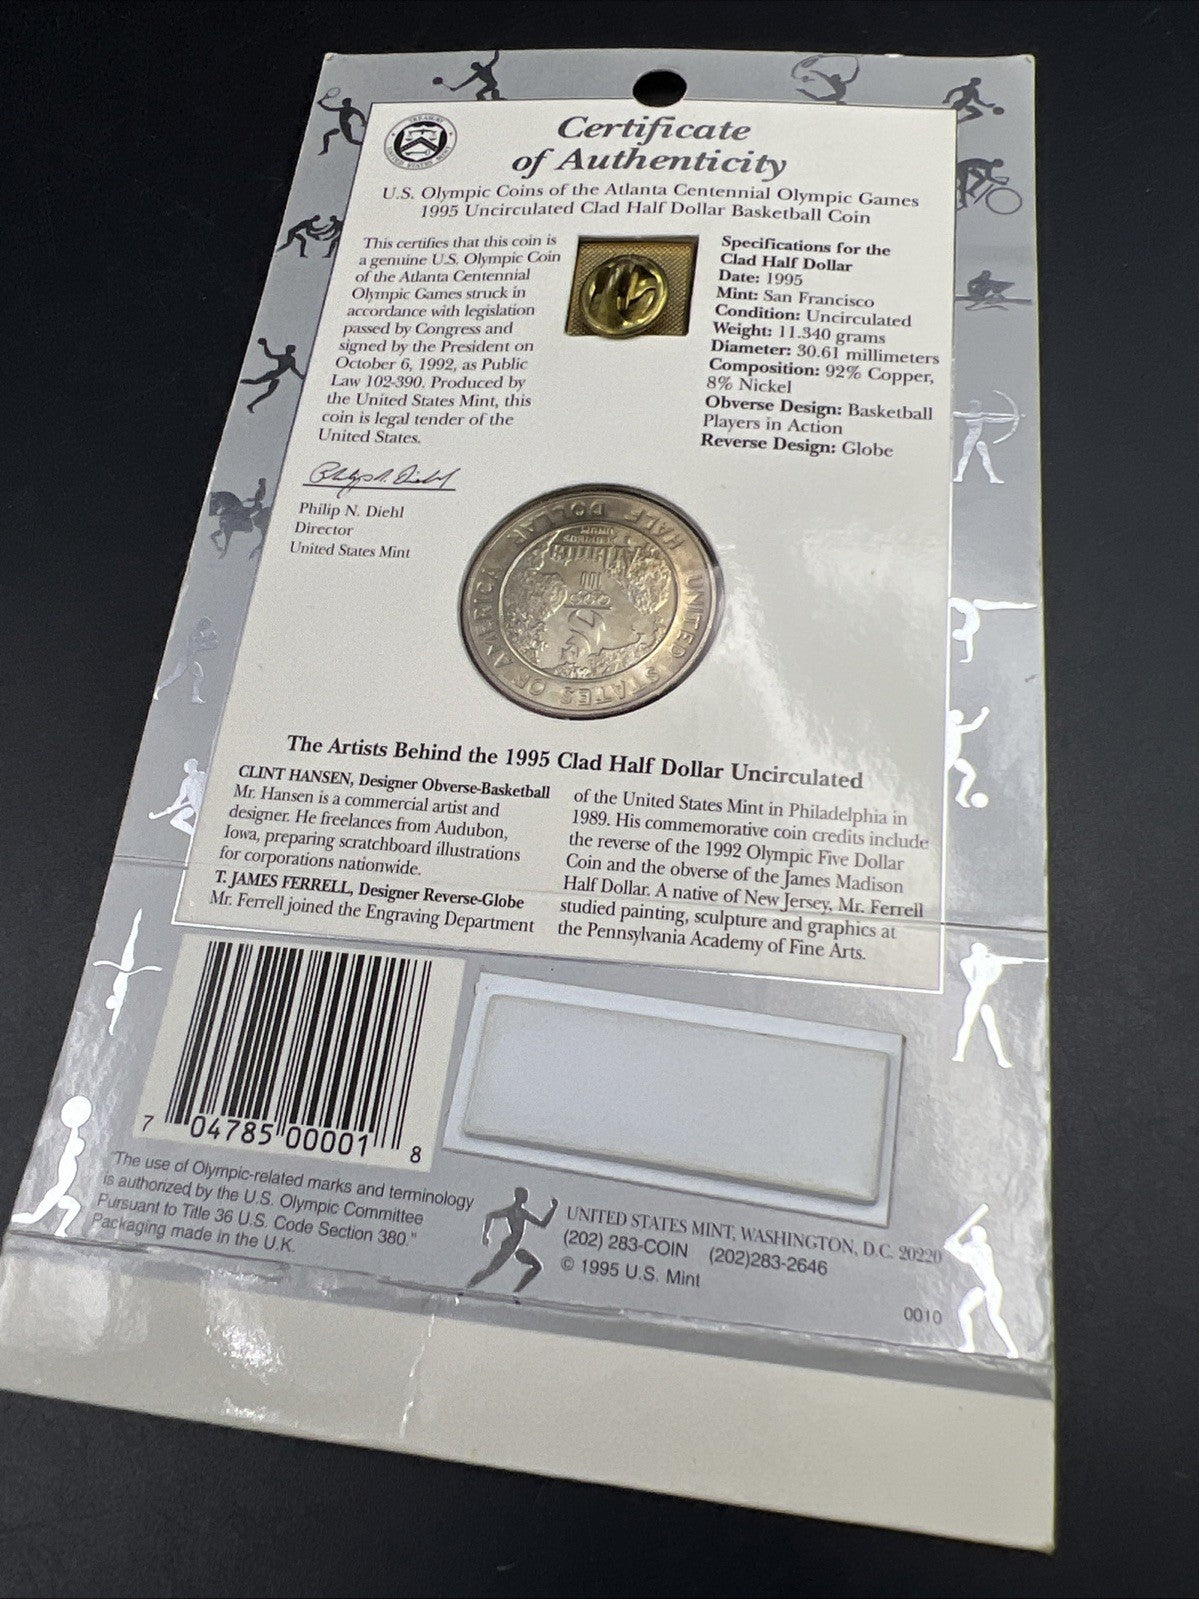 TREASURY
UNITED STATES MINT
Certificate
of Authenticity
U.S. Olympic Coins of the Atlanta Centennial Olympic Games
1995 Uncirculated Clad Half Dollar Basketball Coin
This certifies that this coin is
a genuine U.S. Olympic Coin
of the Atlanta Centennial
Olympic Games struck in
accordance with legislation
passed by Congress and
signed by the President on
October 6, 1992, as Public
Law 102-390. Produced by
the United States Mint, this
coin is legal tender of the
United States.
Philip N. Diehl
Philip N. Diehl
Director
United States Mint
Specifications for the
Clad Half Dollar
Date: 1995
Mint: San Francisco
Condition: Uncirculated
Weight: 11.340 grams
Diameter: 30.61 millimeters
Composition: 92% Copper,
8% Nickel
Obverse Design: Basketball
Players in Action
Reverse Design: Globe
UNITED STATES OF AMERICA
HALF DOLLAR
Atlanta
The Artists Behind the 1995 Clad Half Dollar Uncirculated
CLINT HANSEN, Designer Obverse-Basketball
Mr. Hansen is a commercial artist and
designer. He freelances from Audubon,
Iowa, preparing scratchboard illustrations
for corporations nationwide.
T. JAMES FERRELL, Designer Reverse-Globe
Mr. Ferrell joined the Engraving Department
of the United States Mint in Philadelphia in
1989. His commemorative coin credits include
the reverse of the 1992 Olympic Five Dollar
Coin and the obverse of the James Madison
Half Dollar. A native of New Jersey, Mr. Ferrell
studied painting, sculpture and graphics at
the Pennsylvania Academy of Fine Arts.
7 04785 00001 8
"The use of Olympic-related marks and terminology
is authorized by the U.S. Olympic Committee
Pursuant to Title 36 U.S. Code Section 380."
Packaging made in the U.K.
UNITED STATES MINT, WASHINGTON, D.C. 20220
(202) 283-COIN (202)283-2646
© 1995 U.S. Mint
0010